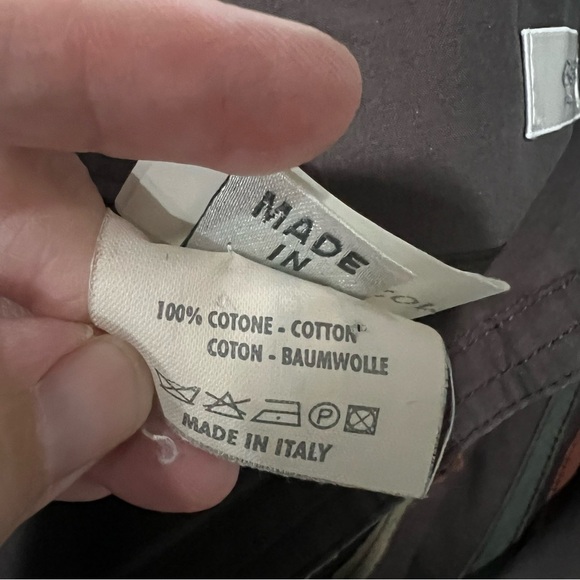 MADE
IN
100% COTONE - COTTON
COTON - BAUMWOLLE
P
MADE IN ITALY